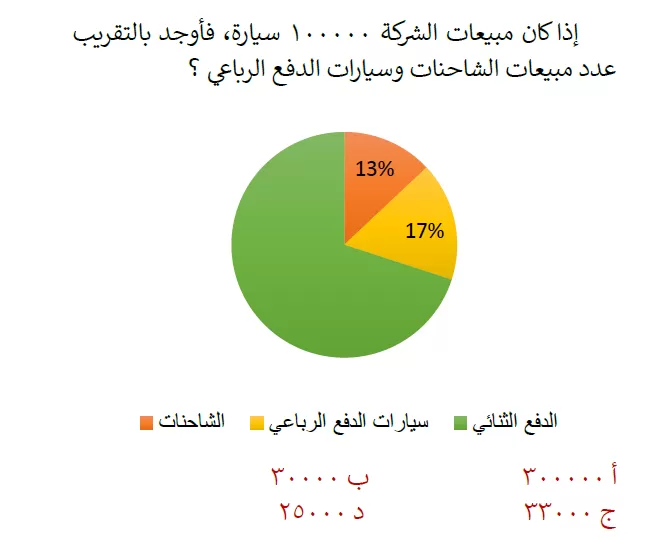 إذا كان مبيعات الشركة ١٠٠٠٠٠ سيارة، فأوجد بالتقريب
عدد مبيعات الشاحنات وسيارات الدفع الرباعي ؟
13%
17%
الدفع الثنائي سيارات الدفع الرباعي الشاحنات
أ ٣٠٠٠٠٠ ب ٣٠٠٠٠
ج ٣٣٠٠٠ د ٢٥٠٠٠